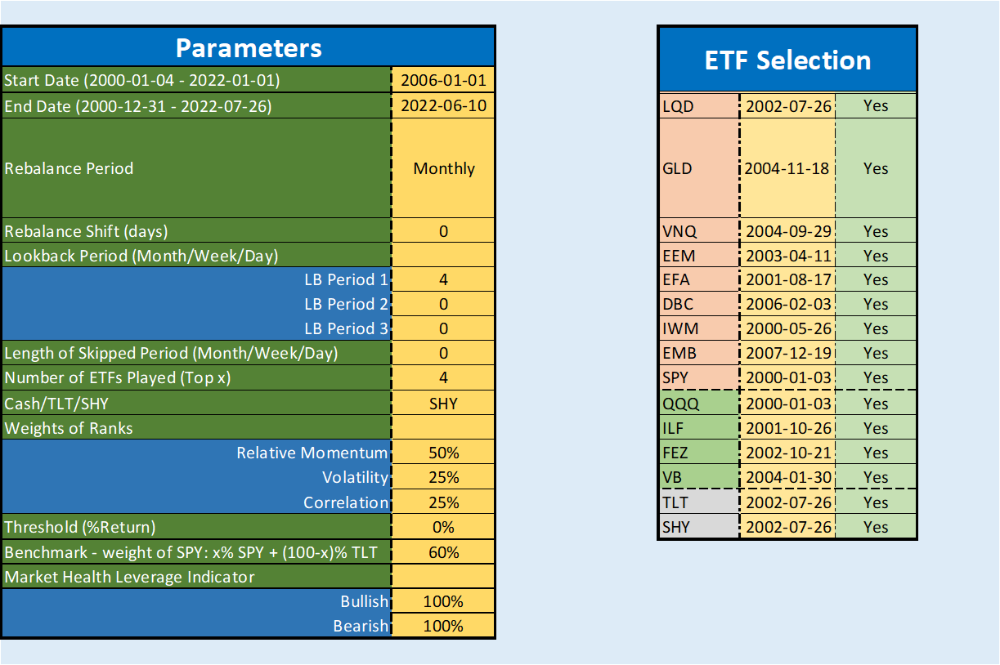 Parameters
Start Date (2000-01-04 - 2022-01-01) 2006-01-01
End Date (2000-12-31 - 2022-07-26) 2022-06-10
Rebalance Period Monthly
Rebalance Shift (days) 0
Lookback Period (Month/Week/Day)
LB Period 1 4
LB Period 2 0
LB Period 3 0
Length of Skipped Period (Month/Week/Day) 0
Number of ETFs Played (Top x) 4
Cash/TLT/SHY SHY
Weights of Ranks
Relative Momentum 50%
Volatility 25%
Correlation 25%
Threshold (%Return) 0%
Benchmark - weight of SPY: x% SPY + (100-x)% TLT 60%
Market Health Leverage Indicator
Bullish 100%
Bearish 100%
ETF Selection
LQD 2002-07-26 Yes
GLD 2004-11-18 Yes
VNQ 2004-09-29 Yes
EEM 2003-04-11 Yes
EFA 2001-08-17 Yes
DBC 2006-02-03 Yes
IWM 2000-05-26 Yes
EMB 2007-12-19 Yes
SPY 2000-01-03 Yes
QQQ 2000-01-03 Yes
ILF 2001-10-26 Yes
FEZ 2002-10-21 Yes
VB 2004-01-30 Yes
TLT 2002-07-26 Yes
SHY 2002-07-26 Yes